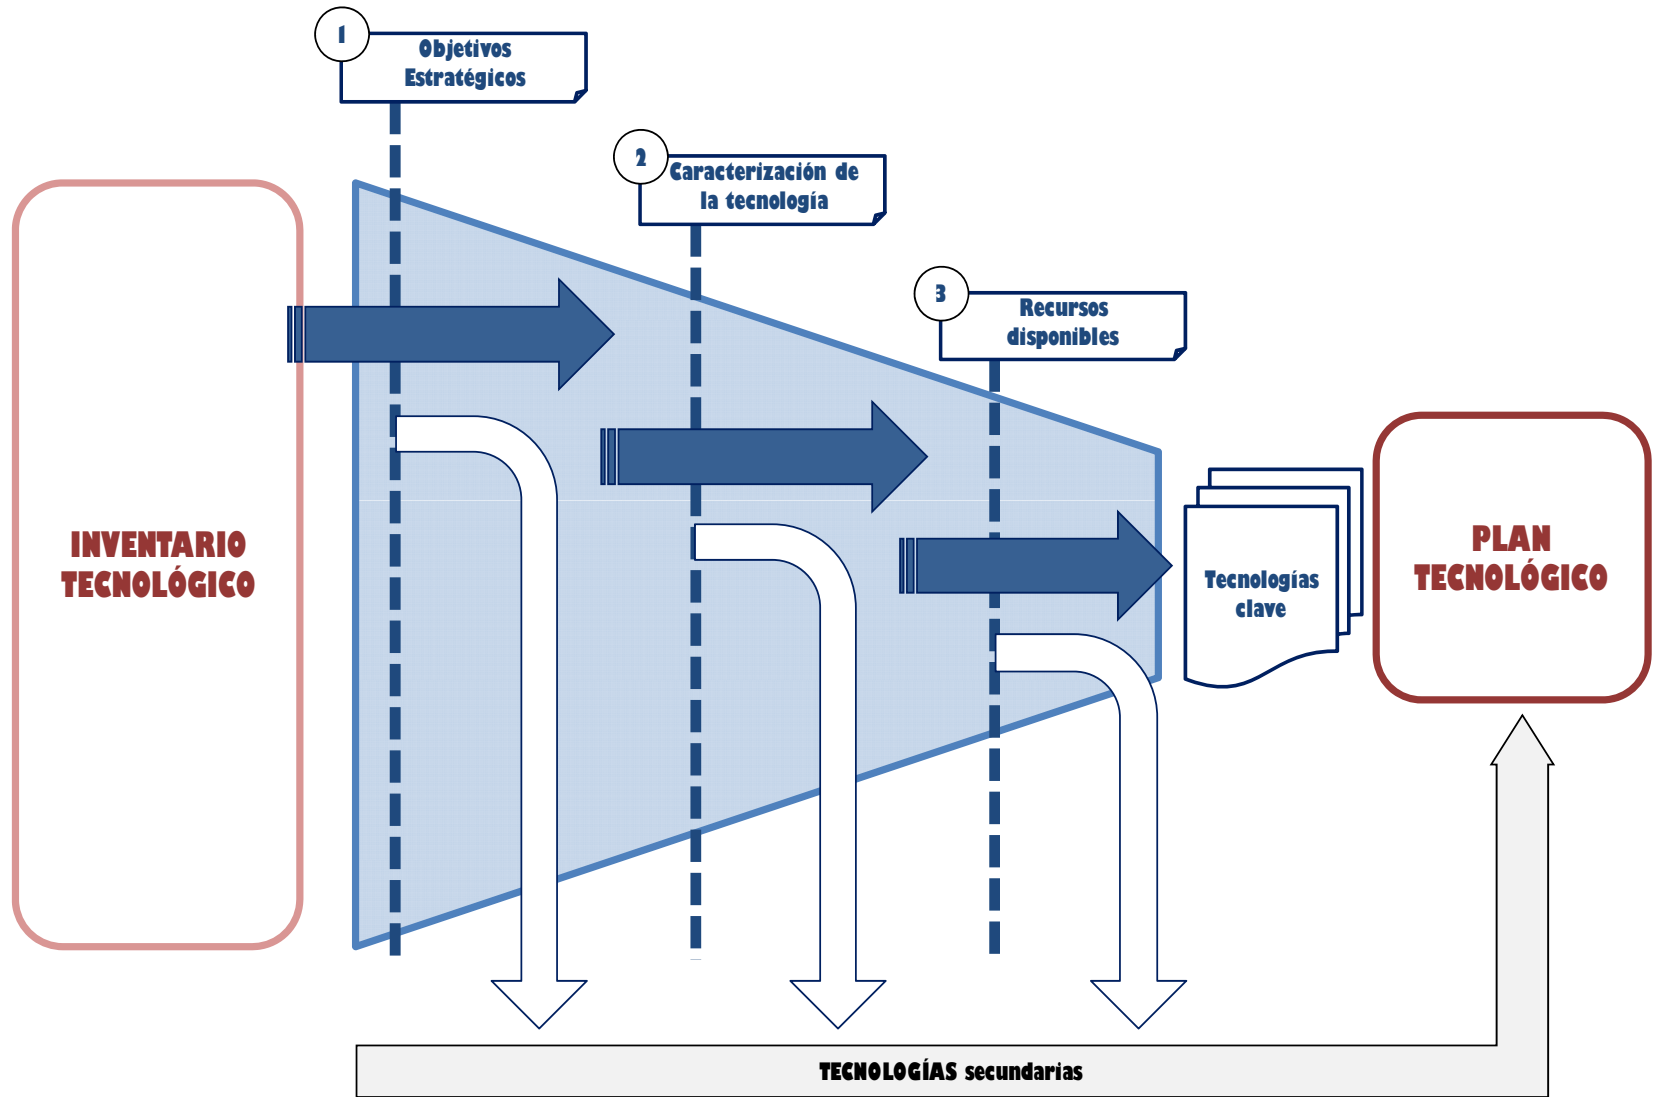 1
Objetivos
Estratégicos
2
Caracterización de
la tecnología
3
Recursos
disponibles
INVENTARIO
TECNOLÓGICO
Tecnologías
clave
PLAN
TECNOLÓGICO
TECNOLOGÍAS secundarias